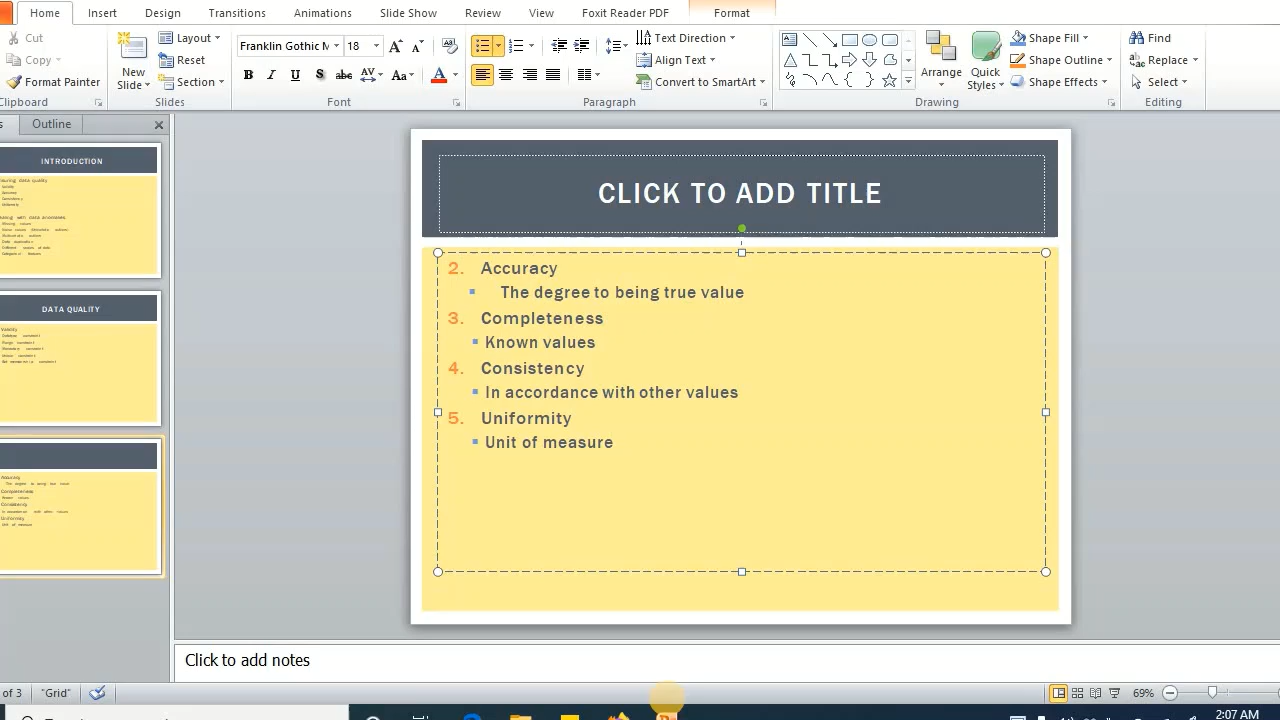 Home Insert Design Transitions Animations Slide Show Review View Foxit Reader PDF Format
Cut
Copy
Format Painter
Clipboard
New Slide
Layout
Reset
Section
Slides
Franklin Gothic M 18
Font
Paragraph
Text Direction
Align Text
Convert to SmartArt
Arrange
Quick Styles
Shape Fill
Shape Outline
Shape Effects
Drawing
Find
Replace
Select
Editing
Outline
INTRODUCTION
DATA QUALITY
CLICK TO ADD TITLE
2. Accuracy
The degree to being true value
3. Completeness
Known values
4. Consistency
In accordance with other values
5. Uniformity
Unit of measure
Click to add notes
of 3 "Grid" 69%
2:07 AM